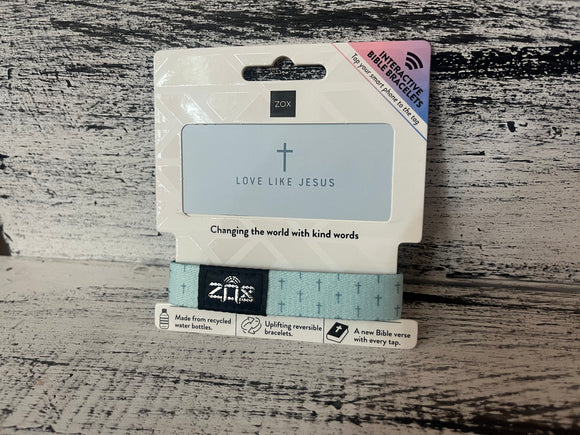 INTERACTIVE
BIBLE BRACELETS
Tap your smart phone to the tag
ZOX
LOVE LIKE JESUS
Changing the world with kind words
ZOX
Made from recycled
water bottles.
Uplifting reversible
bracelets.
A new Bible verse
with every tap.